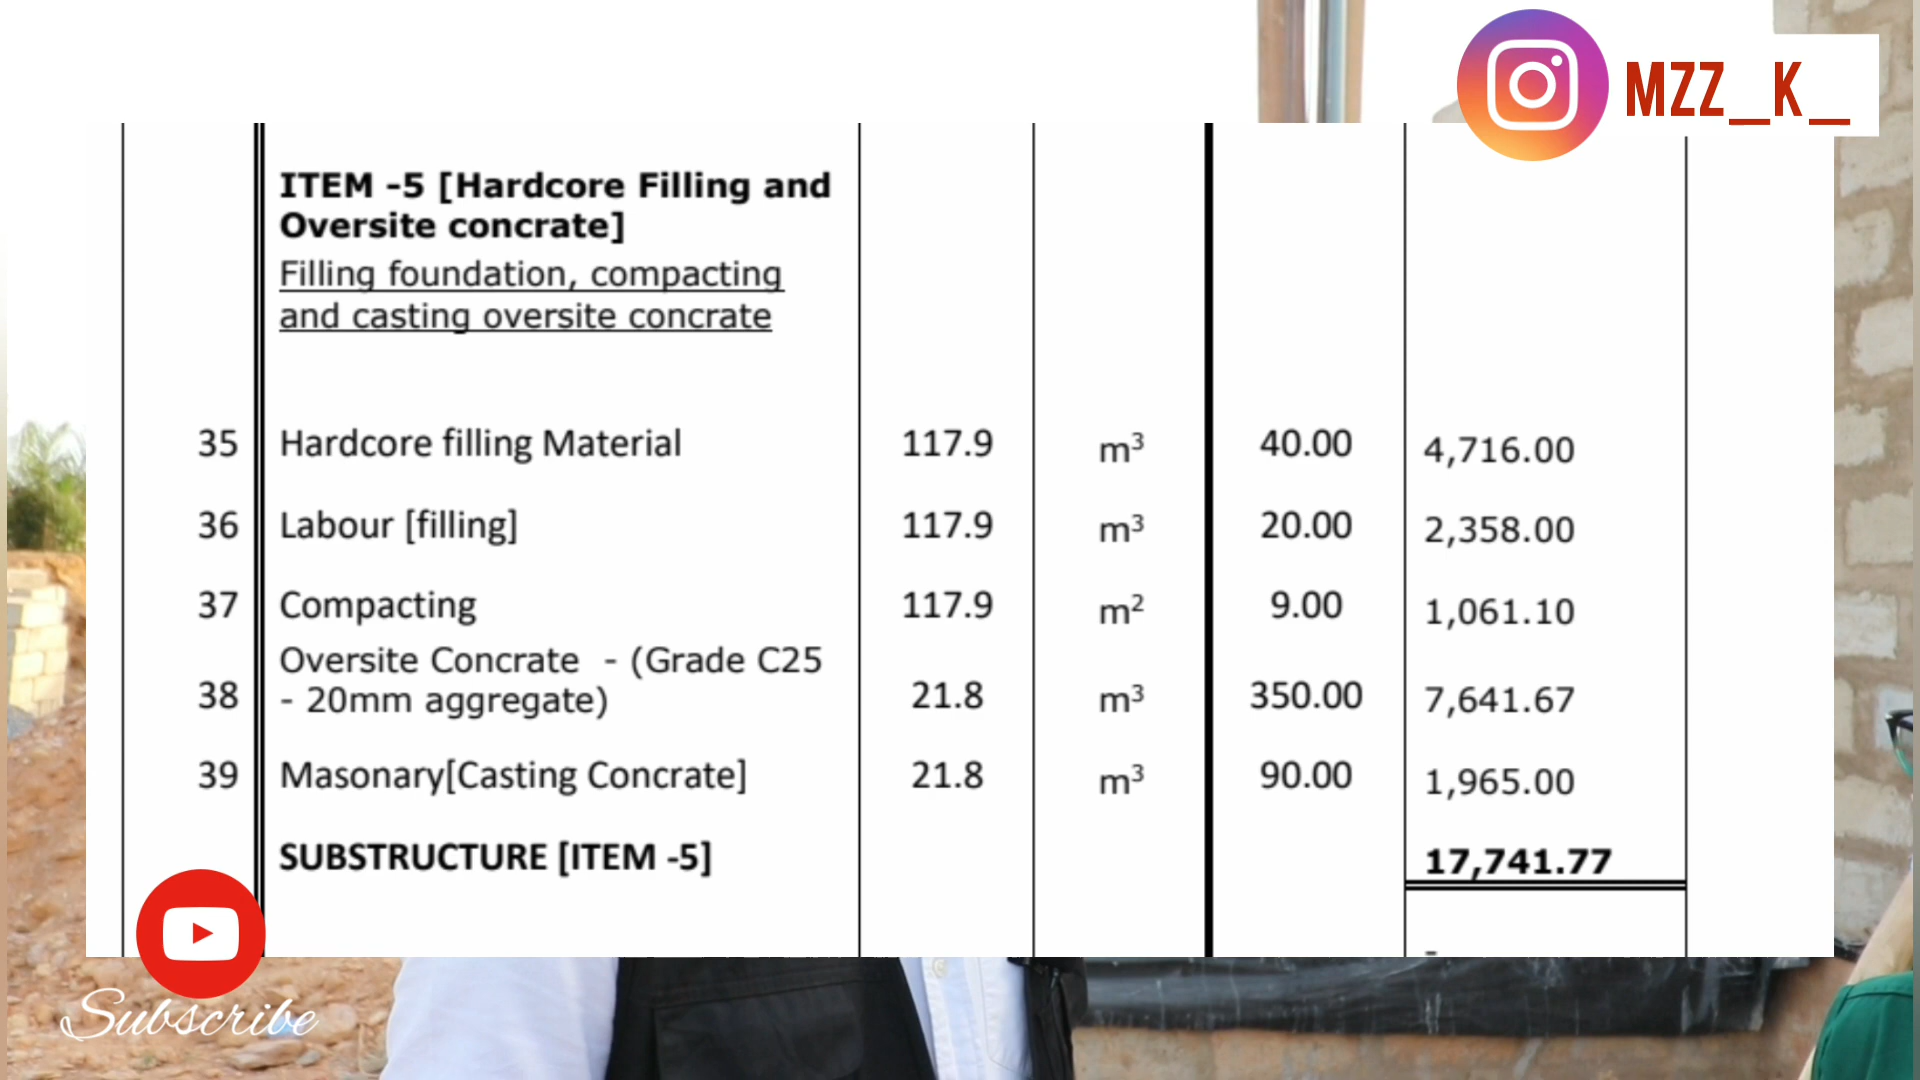 MZZ_K_
ITEM -5 [Hardcore Filling and
Oversite concrate]
Filling foundation, compacting
and casting oversite concrate
35 Hardcore filling Material 117.9 m³ 40.00 4,716.00
36 Labour [filling] 117.9 m³ 20.00 2,358.00
37 Compacting 117.9 m² 9.00 1,061.10
Oversite Concrate - (Grade C25
38 - 20mm aggregate) 21.8 m³ 350.00 7,641.67
39 Masonary[Casting Concrate] 21.8 m³ 90.00 1,965.00
SUBSTRUCTURE [ITEM -5] 17,741.77
-
Subscribe